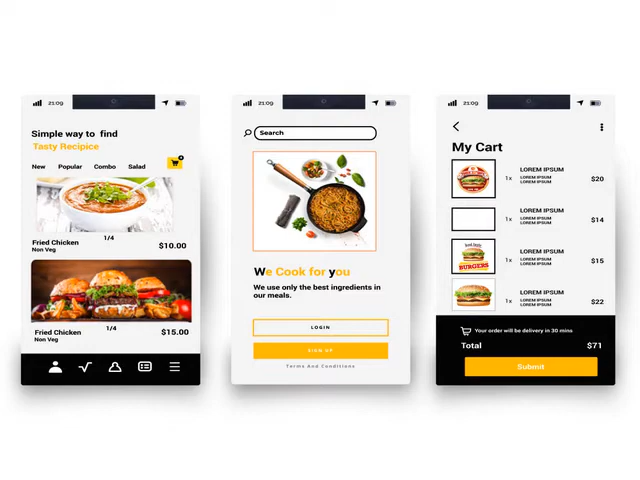 21:09
Simple way to find
Tasty Recipice
New Popular Combo Salad
1/4
Fried Chicken $10.00
Non Veg
1/4
Fried Chicken $15.00
Non Veg
21:09
Search
We Cook for you
We use only the best ingredients in
our meals.
LOGIN
SIGN UP
Terms And Conditions
21:09
My Cart
LOREM IPSUM
1x LOREM IPSUM $20
LOREM IPSUM
LOREM IPSUM
1x LOREM IPSUM $14
LOREM IPSUM
BURGERS
LOREM IPSUM
1x LOREM IPSUM $15
LOREM IPSUM
LOREM IPSUM
1x LOREM IPSUM $22
LOREM IPSUM
Your order will be delivery in 30 mins
Total $71
Submit